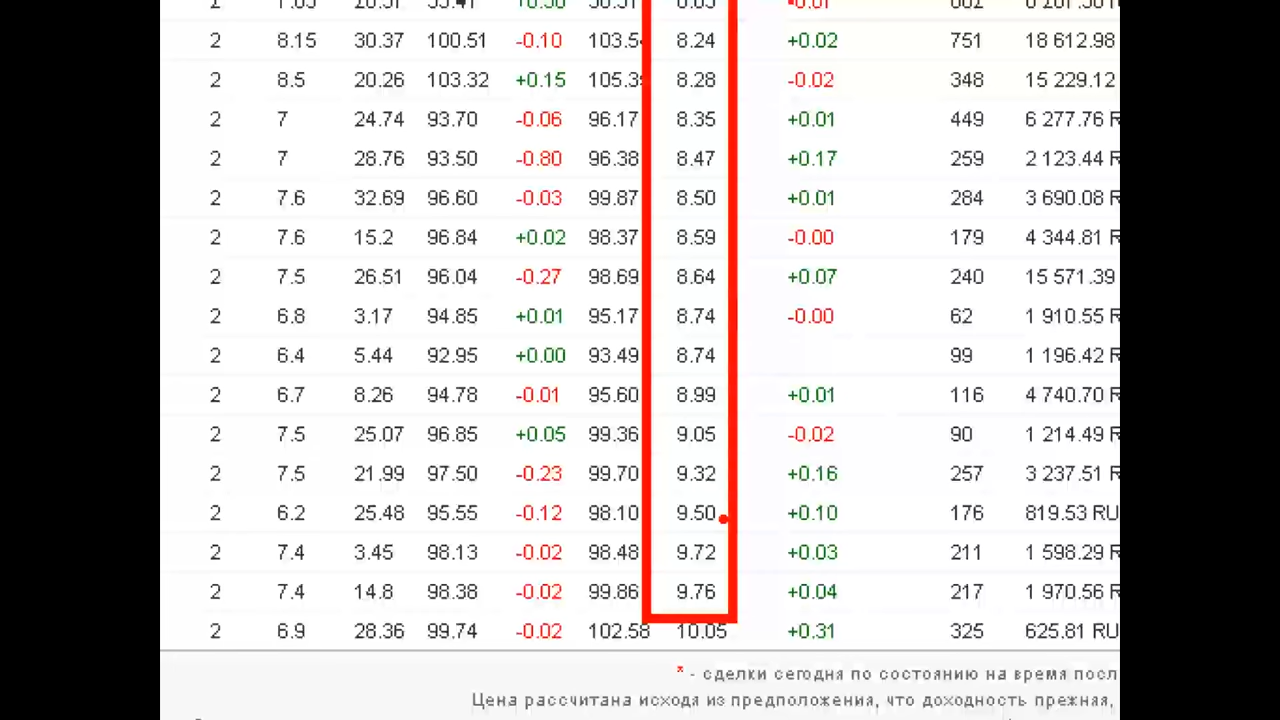 2 8.15 30.37 100.51 -0.10 103.5 8.24 +0.02 751 18 612.98
2 8.5 20.26 103.32 +0.15 105.3 8.28 -0.02 348 15 229.12
2 7 24.74 93.70 -0.06 96.17 8.35 +0.01 449 6 277.76 R
2 7 28.76 93.50 -0.80 96.38 8.47 +0.17 259 2 123.44 R
2 7.6 32.69 96.60 -0.03 99.87 8.50 +0.01 284 3 690.08 R
2 7.6 15.2 96.84 +0.02 98.37 8.59 -0.00 179 4 344.81 R
2 7.5 26.51 96.04 -0.27 98.69 8.64 +0.07 240 15 571.39
2 6.8 3.17 94.85 +0.01 95.17 8.74 -0.00 62 1 910.55 R
2 6.4 5.44 92.95 +0.00 93.49 8.74 99 1 196.42 R
2 6.7 8.26 94.78 -0.01 95.60 8.99 +0.01 116 4 740.70 R
2 7.5 25.07 96.85 +0.05 99.36 9.05 -0.02 90 1 214.49 R
2 7.5 21.99 97.50 -0.23 99.70 9.32 +0.16 257 3 237.51 R
2 6.2 25.48 95.55 -0.12 98.10 9.50 +0.10 176 819.53 RU
2 7.4 3.45 98.13 -0.02 98.48 9.72 +0.03 211 1 598.29 R
2 7.4 14.8 98.38 -0.02 99.86 9.76 +0.04 217 1 970.56 R
2 6.9 28.36 99.74 -0.02 102.58 10.05 +0.31 325 625.81 RU
* - сделки сегодня по состоянию на время посл
Цена рассчитана исходя из предположения, что доходность прежняя,